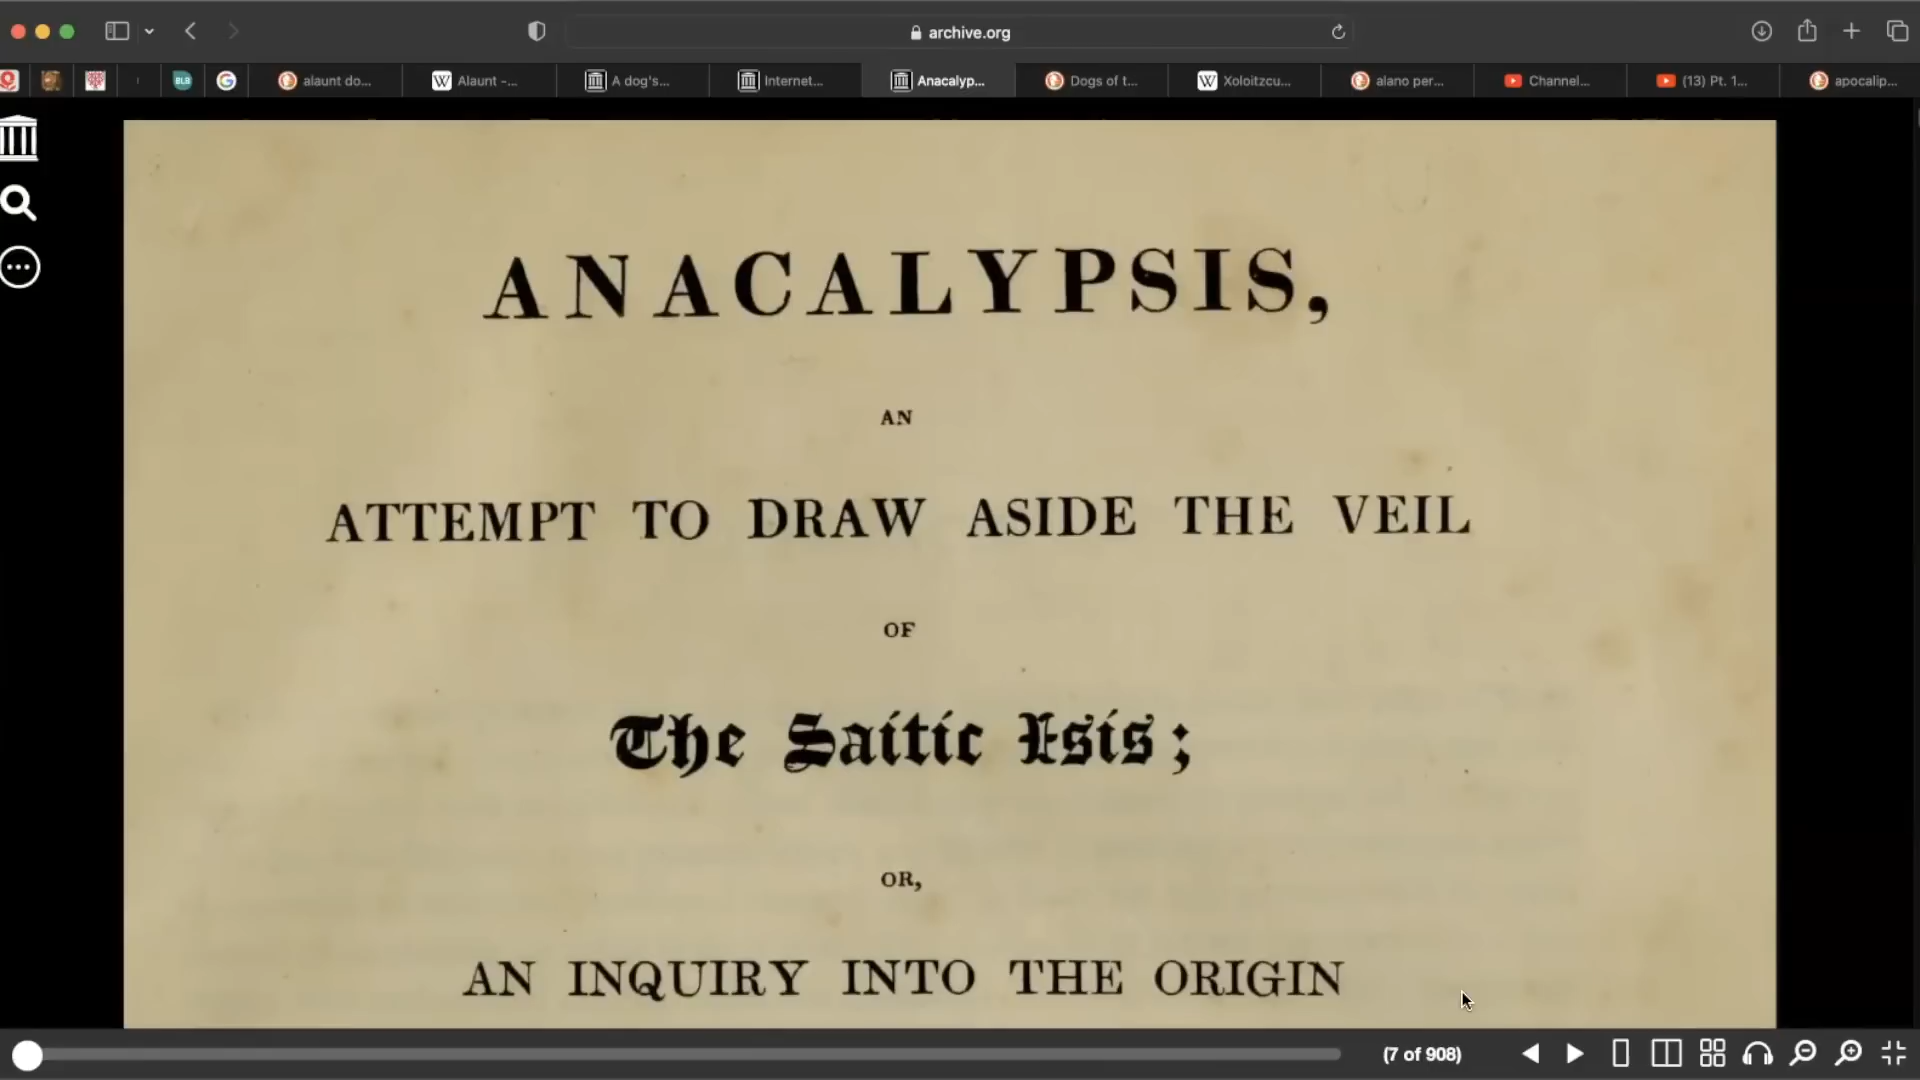 archive.org
BLB
alaunt do...
Alaunt -...
A dog's...
Internet...
Anacalyp...
Dogs of t...
Xoloitzcu...
alano per...
Channel...
(13) Pt. 1...
apocalip...
ANACALYPSIS,
AN
ATTEMPT TO DRAW ASIDE THE VEIL
OF
The Saitic Isis;
OR,
AN INQUIRY INTO THE ORIGIN
(7 of 908)